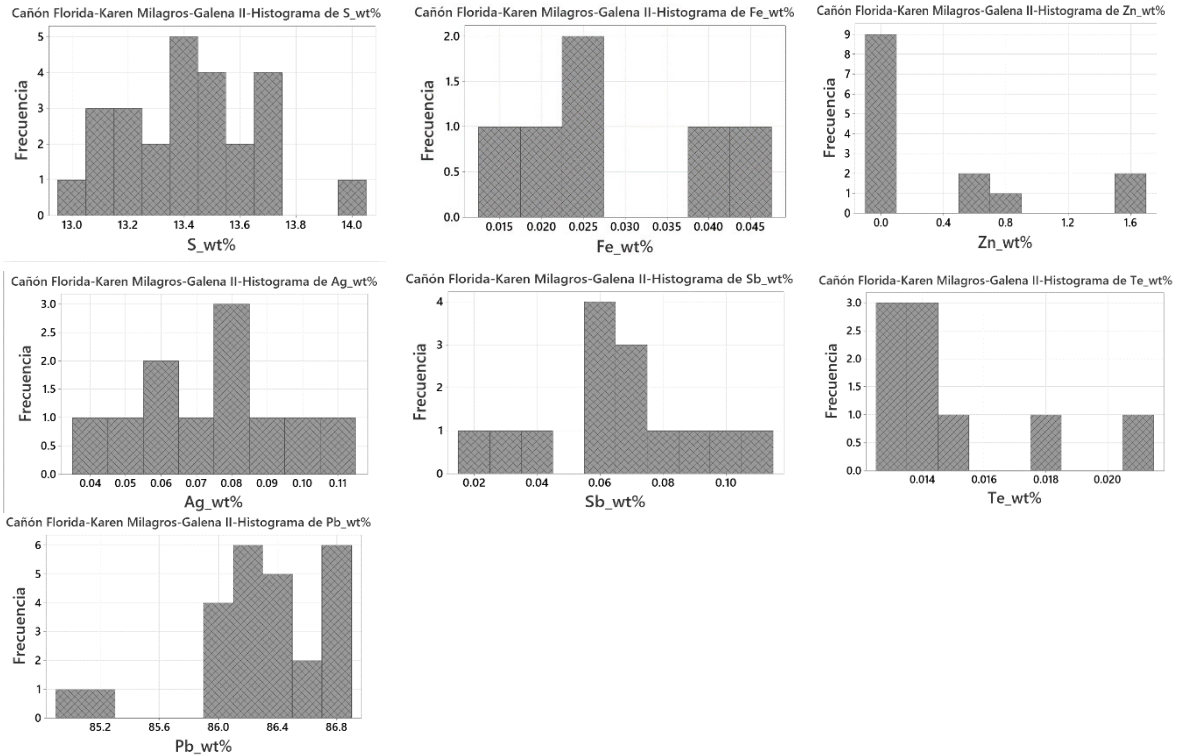 Cañón Florida-Karen Milagros-Galena II-Histograma de S_wt%
Frecuencia
5
4
3
2
1
0
13.0 13.2 13.4 13.6 13.8 14.0
S_wt%
Cañón Florida-Karen Milagros-Galena II-Histograma de Fe_wt%
Frecuencia
2.0
1.5
1.0
0.5
0.0
0.015 0.020 0.025 0.030 0.035 0.040 0.045
Fe_wt%
Cañón Florida-Karen Milagros-Galena II-Histograma de Zn_wt%
Frecuencia
9
8
7
6
5
4
3
2
1
0
0.0 0.4 0.8 1.2 1.6
Zn_wt%
Cañón Florida-Karen Milagros-Galena II-Histograma de Ag_wt%
Frecuencia
3.0
2.5
2.0
1.5
1.0
0.5
0.0
0.04 0.05 0.06 0.07 0.08 0.09 0.10 0.11
Ag_wt%
Cañón Florida-Karen Milagros-Galena II-Histograma de Sb_wt%
Frecuencia
4
3
2
1
0
0.02 0.04 0.06 0.08 0.10
Sb_wt%
Cañón Florida-Karen Milagros-Galena II-Histograma de Te_wt%
Frecuencia
3.0
2.5
2.0
1.5
1.0
0.5
0.0
0.014 0.016 0.018 0.020
Te_wt%
Cañón Florida-Karen Milagros-Galena II-Histograma de Pb_wt%
Frecuencia
6
5
4
3
2
1
0
85.2 85.6 86.0 86.4 86.8
Pb_wt%